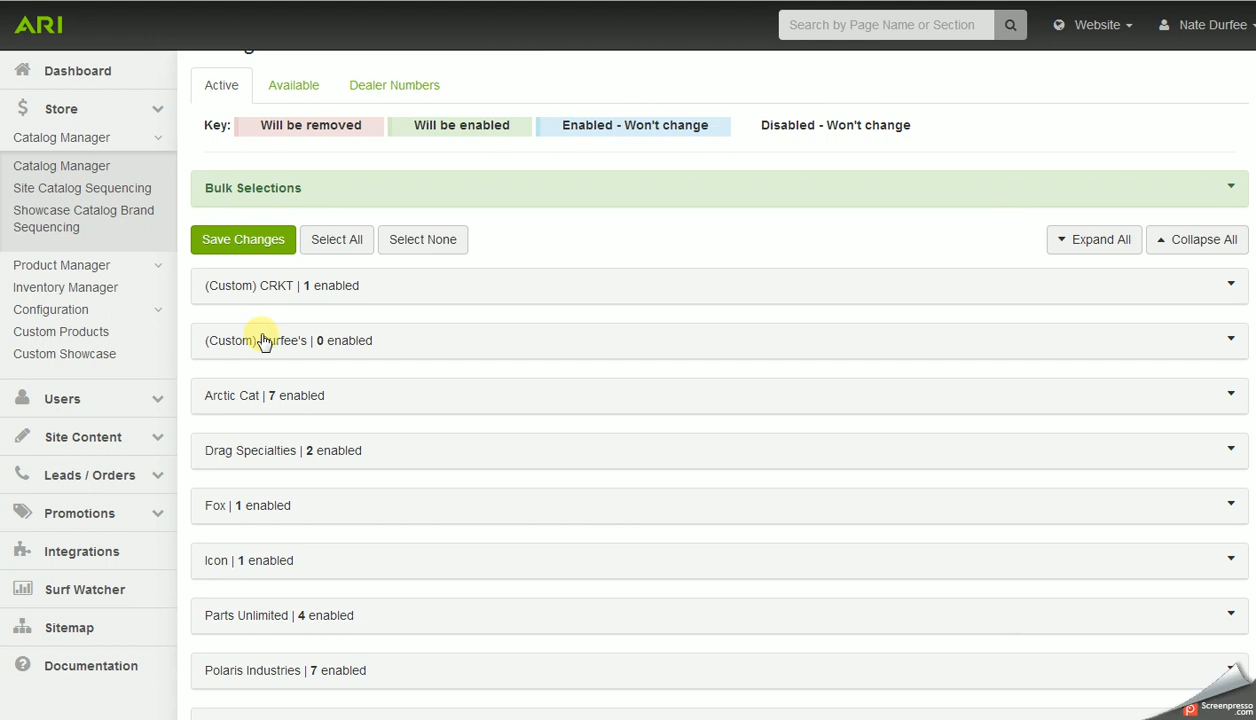 ARI
Search by Page Name or Section
Website
Nate Durfee
Dashboard
Store
Catalog Manager
Catalog Manager
Site Catalog Sequencing
Showcase Catalog Brand
Sequencing
Product Manager
Inventory Manager
Configuration
Custom Products
Custom Showcase
Users
Site Content
Leads / Orders
Promotions
Integrations
Surf Watcher
Sitemap
Documentation
Active
Available
Dealer Numbers
Key: Will be removed Will be enabled Enabled - Won't change Disabled - Won't change
Bulk Selections
Save Changes Select All Select None Expand All Collapse All
(Custom) CRKT | 1 enabled
(Custom) urfee's | 0 enabled
Arctic Cat | 7 enabled
Drag Specialties | 2 enabled
Fox | 1 enabled
Icon | 1 enabled
Parts Unlimited | 4 enabled
Polaris Industries | 7 enabled
Screenpresso
.com